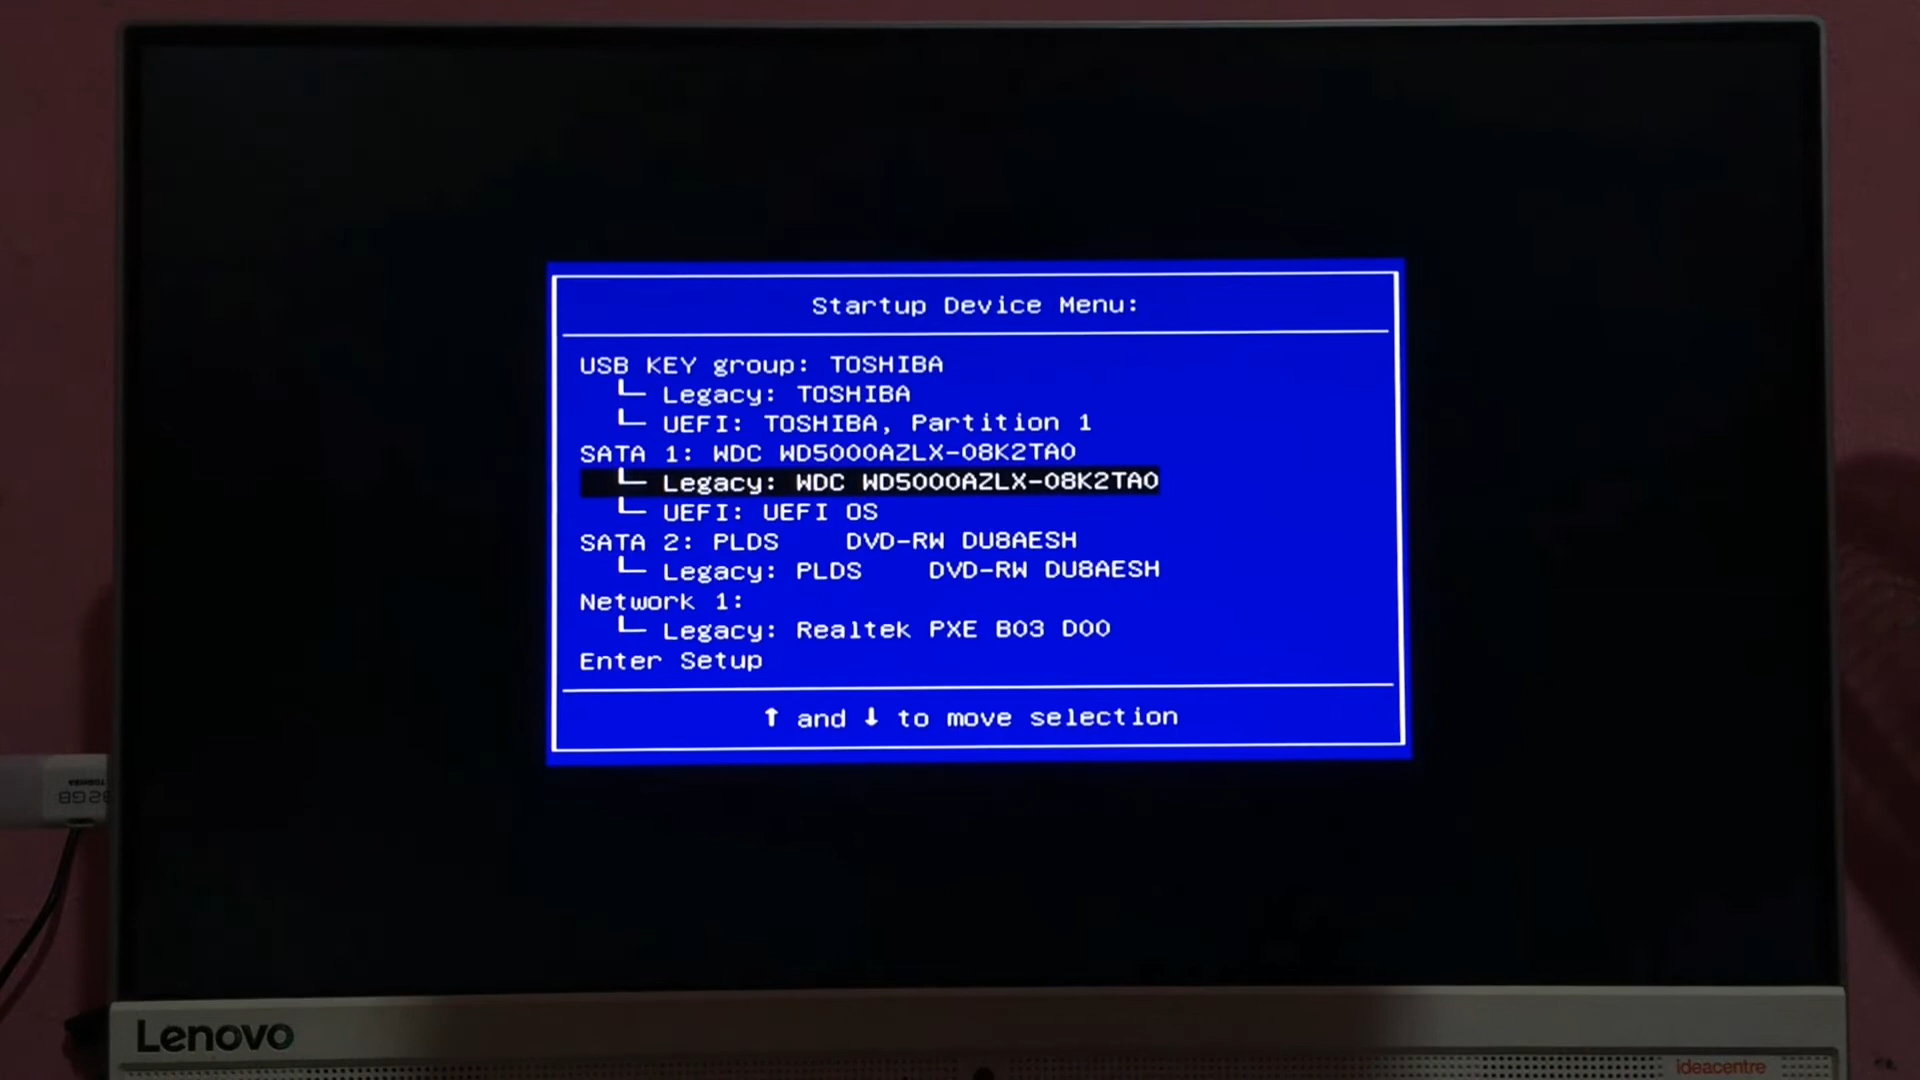 Startup Device Menu:
USB KEY group: TOSHIBA
Legacy: TOSHIBA
UEFI: TOSHIBA, Partition 1
SATA 1: WDC WD5000AZLX-08K2TA0
Legacy: WDC WD5000AZLX-08K2TA0
UEFI: UEFI OS
SATA 2: PLDS DVD-RW DU8AESH
Legacy: PLDS DVD-RW DU8AESH
Network 1:
Legacy: Realtek PXE B03 D00
Enter Setup
↑ and ↓ to move selection
TOSHIBA
32GB
Lenovo
ideacentre